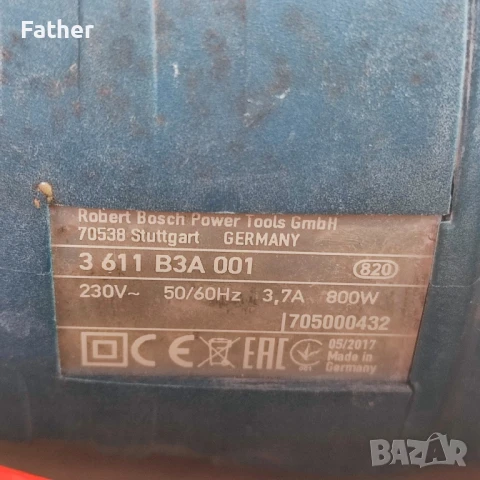 Father
Robert Bosch Power Tools GmbH
70538 Stuttgart GERMANY
3 611 B3A 001 820
230V~ 50/60Hz 3,7A 800W
705000432
CE EAC 05/2017
Made in
Germany
BAZAR